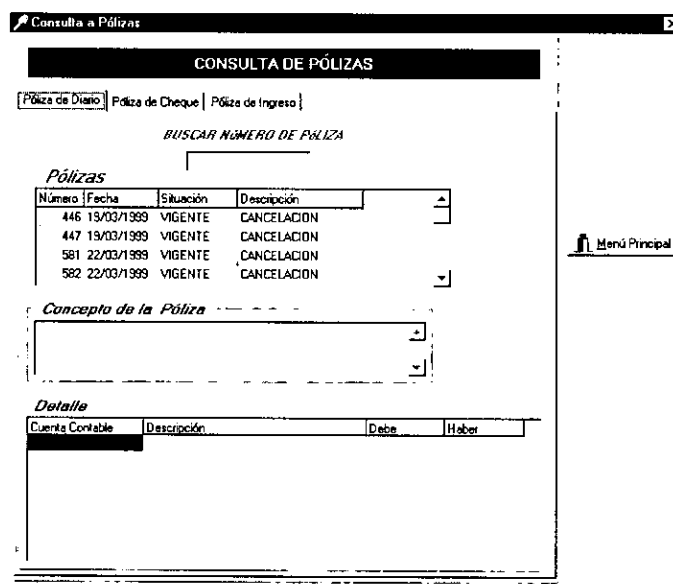 Consulta a Pólizas
CONSULTA DE PÓLIZAS
Póliza de Diario Póliza de Cheque Póliza de Ingreso
BUSCAR NÚMERO DE PÓLIZA
Pólizas
Número Fecha Situación Descripción
446 19/03/1999 VIGENTE CANCELACION
447 19/03/1999 VIGENTE CANCELACION
581 22/03/1999 VIGENTE CANCELACION
582 22/03/1999 VIGENTE CANCELACION
Menú Principal
Concepto de la Póliza
Detalle
Cuenta Contable Descripción Debe Haber